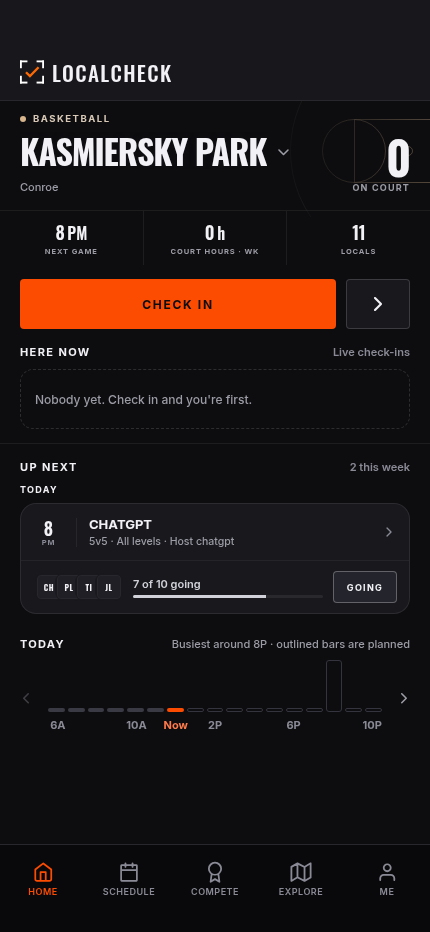 LOCALCHECK
BASKETBALL
KASMIERSKY PARK
0
Conroe
ON COURT
8 PM
0 h
11
NEXT GAME
COURT HOURS · WK
LOCALS
CHECK IN
HERE NOW
Live check-ins
Nobody yet. Check in and you're first.
UP NEXT
2 this week
TODAY
8 PM
CHATGPT
5v5 · All levels · Host chatgpt
CH PL TI JL
7 of 10 going
GOING
TODAY
Busiest around 8P · outlined bars are planned
6A 10A Now 2P 6P 10P
HOME SCHEDULE COMPETE EXPLORE ME